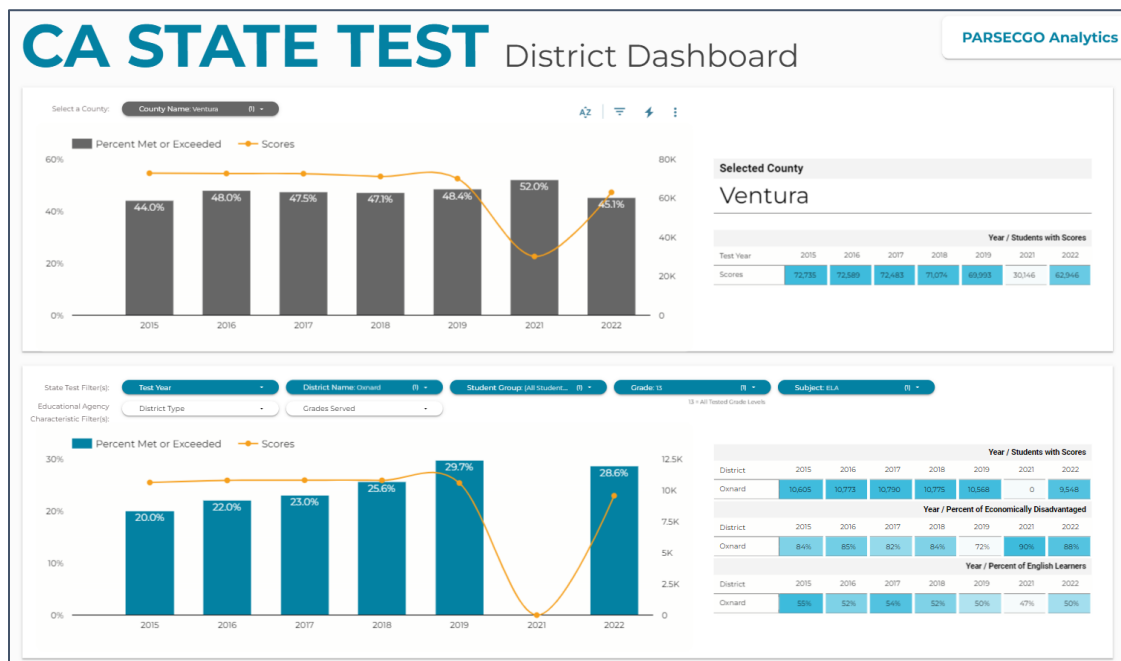 CA STATE TEST District Dashboard
PARSECGO Analytics
Select a County:
County Name: Ventura (1)
AZ
Percent Met or Exceeded
Scores
60%
40%
20%
0%
80K
60K
40K
20K
0
44.0%
48.0%
47.5%
47.1%
48.4%
52.0%
45.1%
2015 2016 2017 2018 2019 2021 2022
Selected County
Ventura
Year / Students with Scores
Test Year 2015 2016 2017 2018 2019 2021 2022
Scores 72,735 72,589 72,483 71,074 69,993 30,146 62,946
State Test Filter(s):
Test Year
District Name: Oxnard (1)
Student Group: (All Student... (1)
Grade: 13 (1)
Subject: ELA (1)
13 = All Tested Grade Levels
Educational Agency
Characteristic Filter(s):
District Type
Grades Served
Percent Met or Exceeded
Scores
30%
20%
10%
0%
12.5K
10K
7.5K
5K
2.5K
0
20.0%
22.0%
23.0%
25.6%
29.7%
28.6%
2015 2016 2017 2018 2019 2021 2022
Year / Students with Scores
District 2015 2016 2017 2018 2019 2021 2022
Oxnard 10,605 10,773 10,790 10,775 10,568 0 9,548
Year / Percent of Economically Disadvantaged
District 2015 2016 2017 2018 2019 2021 2022
Oxnard 84% 85% 82% 84% 72% 90% 88%
Year / Percent of English Learners
District 2015 2016 2017 2018 2019 2021 2022
Oxnard 55% 52% 54% 52% 50% 47% 50%